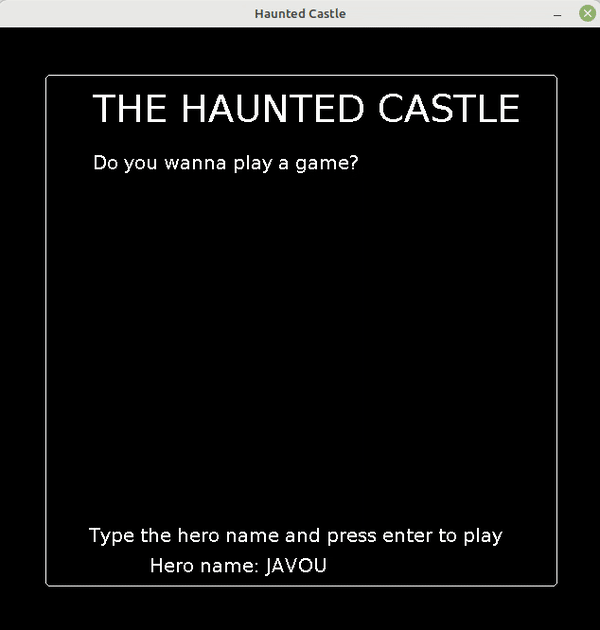 Haunted Castle
THE HAUNTED CASTLE
Do you wanna play a game?
Type the hero name and press enter to play
Hero name: JAVOU